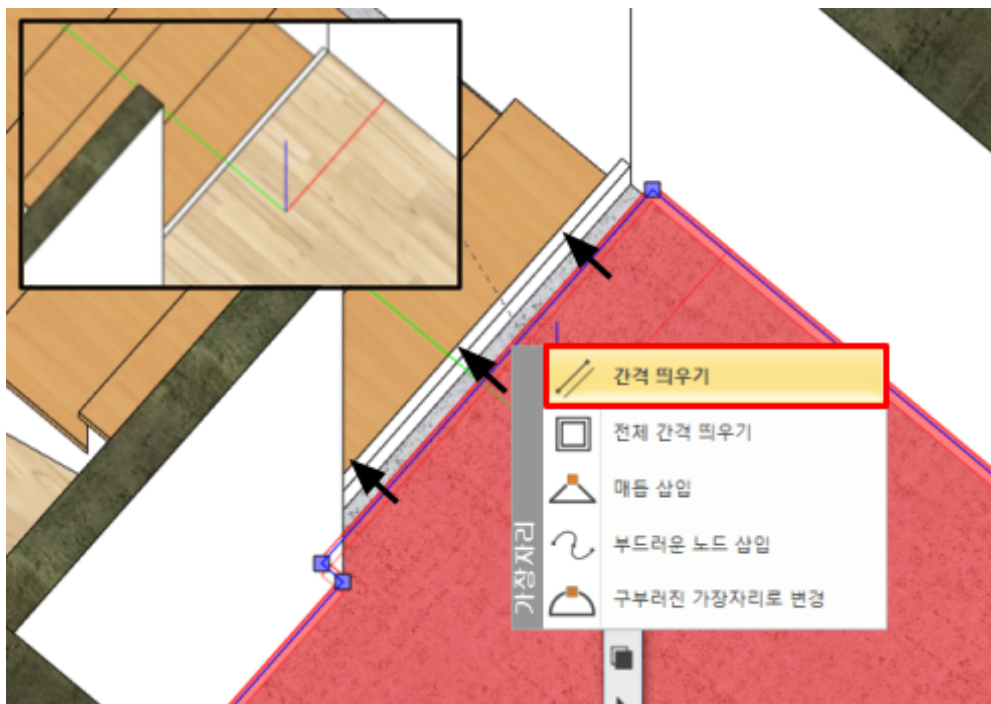 간격 띄우기
전체 간격 띄우기
매듭 삽입
부드러운 노드 삽입
구부러진 가장자리로 변경
가장자리